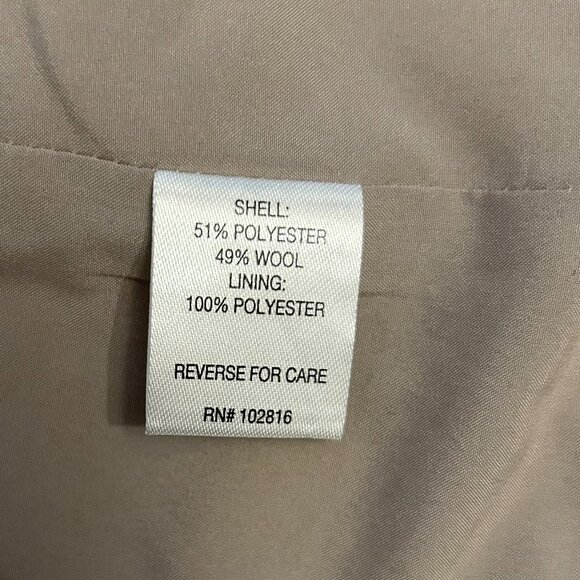 SHELL:
51% POLYESTER
49% WOOL
LINING:
100% POLYESTER
REVERSE FOR CARE
RN# 102816